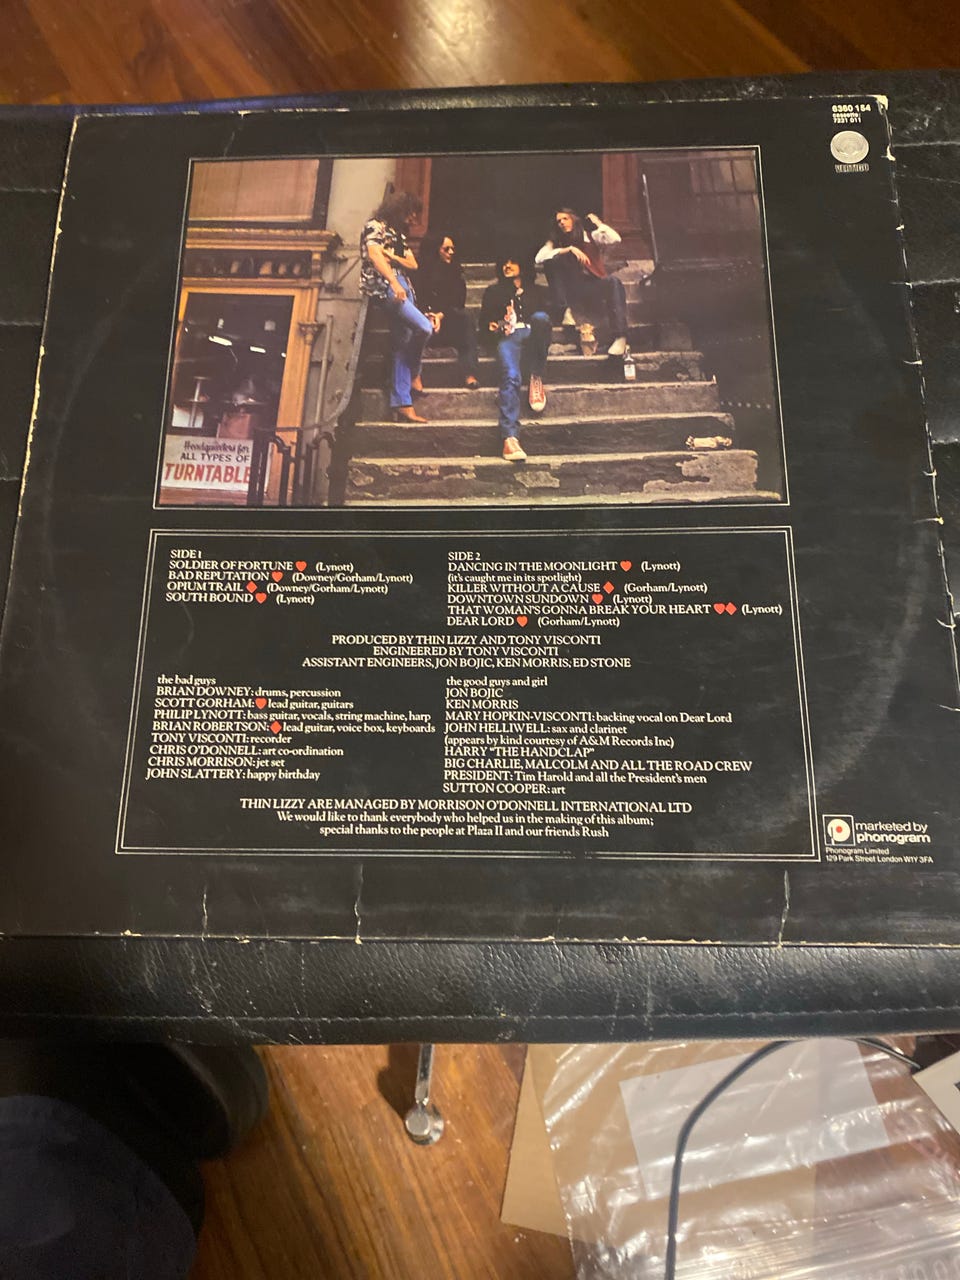 6360 154
cassette:
7231 011
VERTIGO
Headquarters for
ALL TYPES OF
TURNTABLE
SIDE 1
SOLDIER OF FORTUNE ♥ (Lynott)
BAD REPUTATION ♥ (Downey/Gorham/Lynott)
OPIUM TRAIL ♦ (Downey/Gorham/Lynott)
SOUTH BOUND ♥ (Lynott)
SIDE 2
DANCING IN THE MOONLIGHT ♥ (Lynott)
(it's caught me in its spotlight)
KILLER WITHOUT A CAUSE ♦ (Gorham/Lynott)
DOWNTOWN SUNDOWN ♥ (Lynott)
THAT WOMAN'S GONNA BREAK YOUR HEART ♥♦ (Lynott)
DEAR LORD ♥ (Gorham/Lynott)
PRODUCED BY THIN LIZZY AND TONY VISCONTI
ENGINEERED BY TONY VISCONTI
ASSISTANT ENGINEERS, JON BOJIC, KEN MORRIS, ED STONE
the bad guys
BRIAN DOWNEY: drums, percussion
SCOTT GORHAM: ♥ lead guitar, guitars
PHILIP LYNOTT: bass guitar, vocals, string machine, harp
BRIAN ROBERTSON: ♦ lead guitar, voice box, keyboards
TONY VISCONTI: recorder
CHRIS O'DONNELL: art co-ordination
CHRIS MORRISON: jet set
JOHN SLATTERY: happy birthday
the good guys and girl
JON BOJIC
KEN MORRIS
MARY HOPKIN-VISCONTI: backing vocal on Dear Lord
JOHN HELLIWELL: sax and clarinet
(appears by kind courtesy of A&M Records Inc)
HARRY "THE HANDCLAP"
BIG CHARLIE, MALCOLM AND ALL THE ROAD CREW
PRESIDENT: Tim Harold and all the President's men
SUTTON COOPER: art
THIN LIZZY ARE MANAGED BY MORRISON O'DONNELL INTERNATIONAL LTD
We would like to thank everybody who helped us in the making of this album;
special thanks to the people at Plaza II and our friends Rush
marketed by
phonogram
Phonogram Limited
129 Park Street London W1Y 3FA